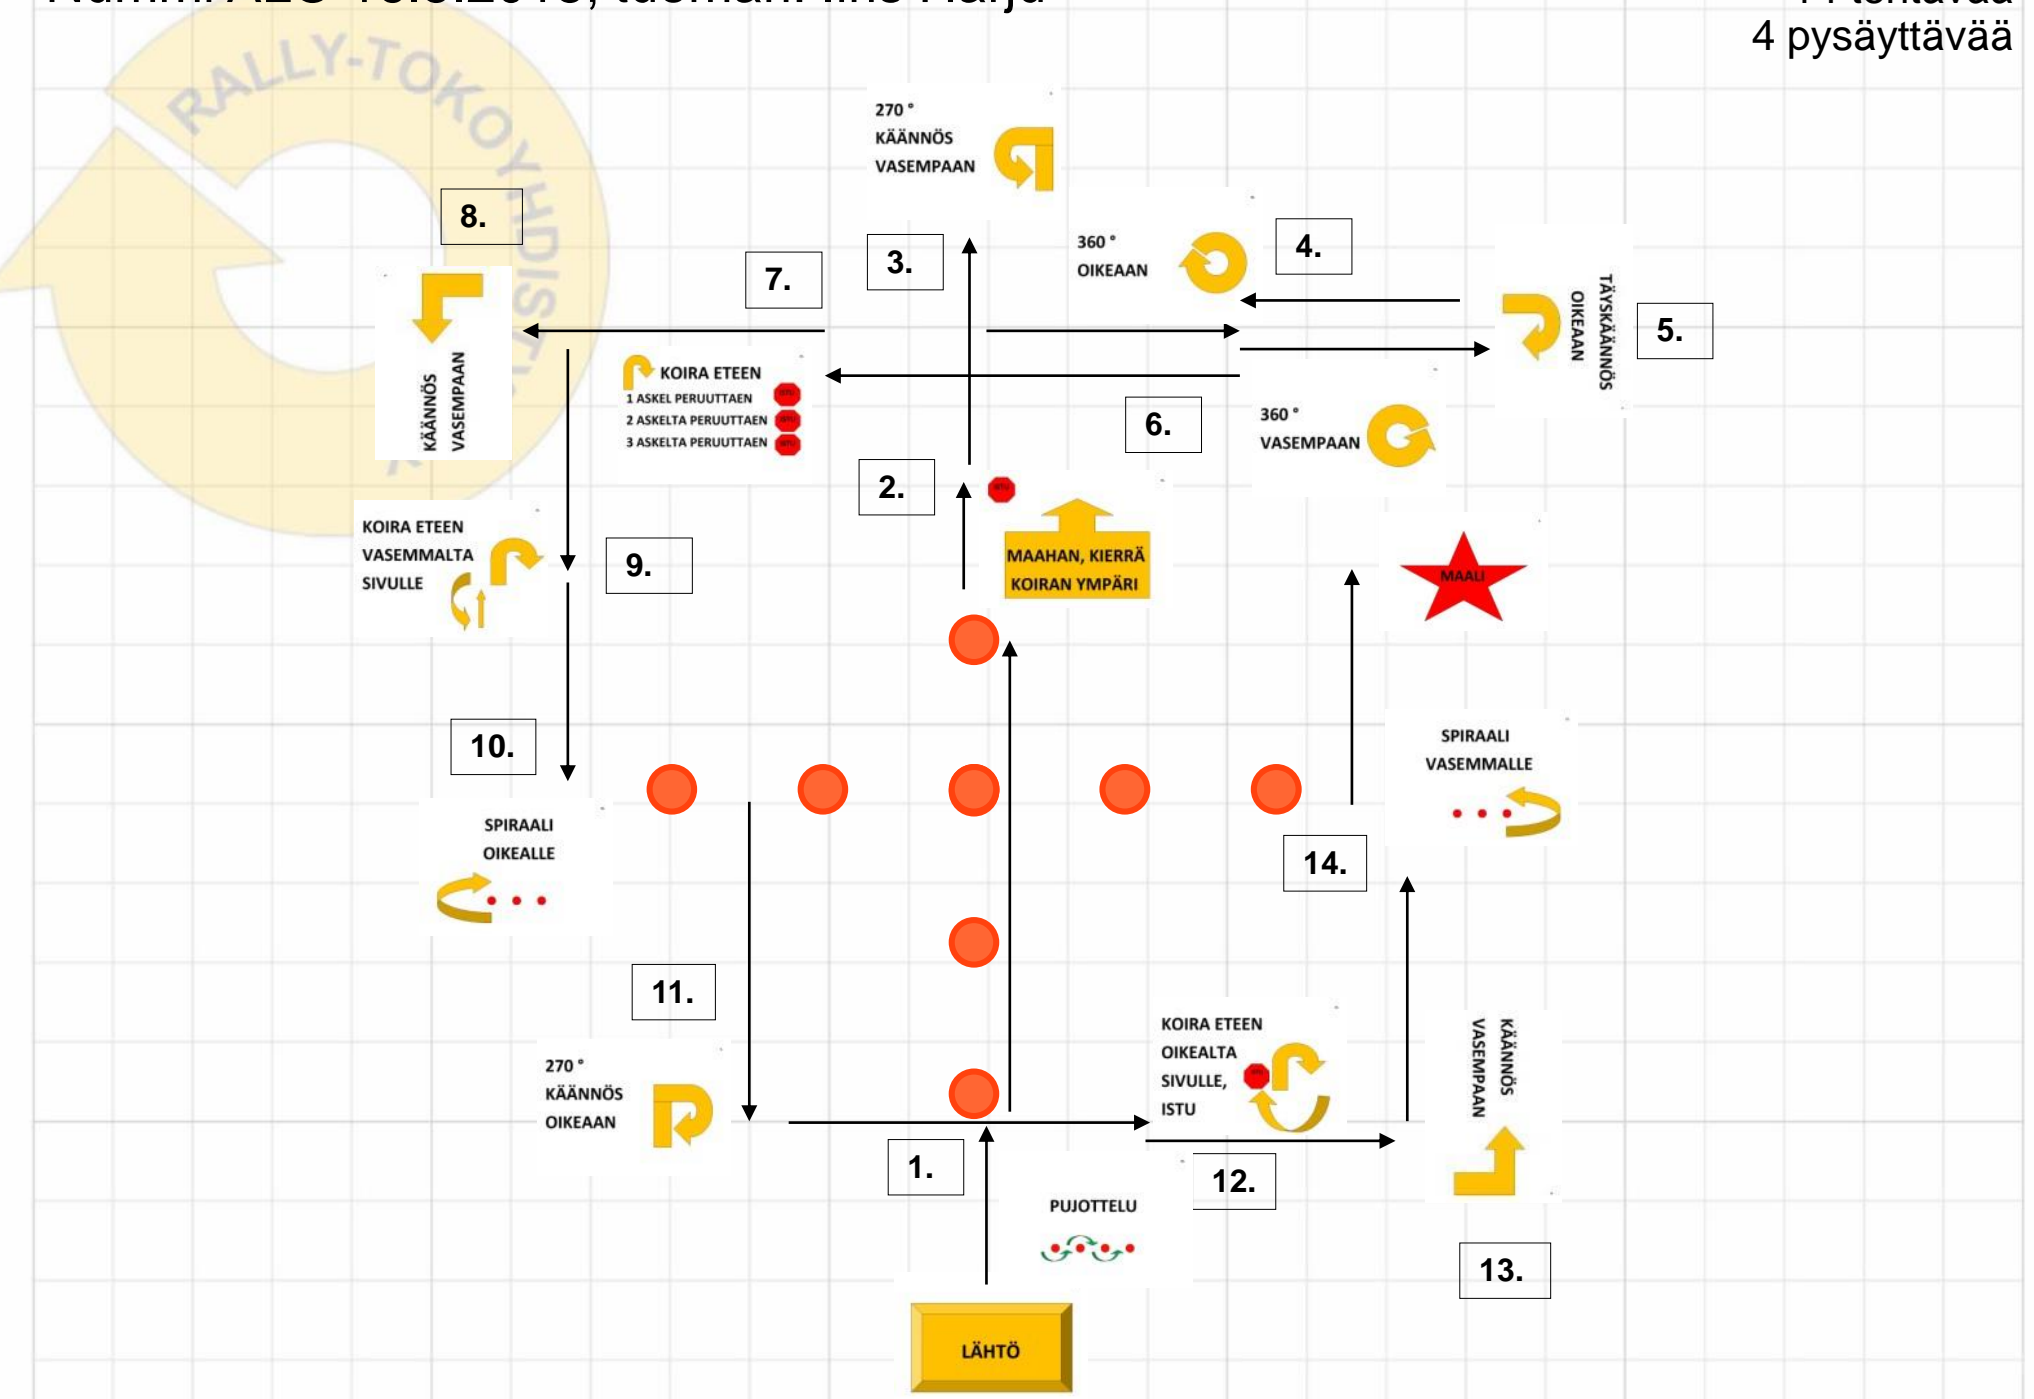 4 pysäyttävää
RALLY-TOKOYHDISTYS
270 °
KÄÄNNÖS
VASEMPAAN
8.
3.
360 °
OIKEAAN
4.
7.
TÄYSKÄÄNNÖS
OIKEAAN
5.
KÄÄNNÖS
VASEMPAAN
KOIRA ETEEN
1 ASKEL PERUUTTAEN
2 ASKELTA PERUUTTAEN
3 ASKELTA PERUUTTAEN
6.
360 °
VASEMPAAN
2.
ISTU
MAAHAN, KIERRÄ
KOIRAN YMPÄRI
KOIRA ETEEN
VASEMMALTA
SIVULLE
9.
MAALI
10.
SPIRAALI
VASEMMALLE
SPIRAALI
OIKEALLE
14.
11.
KOIRA ETEEN
OIKEALTA
SIVULLE,
ISTU
KÄÄNNÖS
VASEMPAAN
270 °
KÄÄNNÖS
OIKEAAN
1.
12.
PUJOTTELU
13.
LÄHTÖ